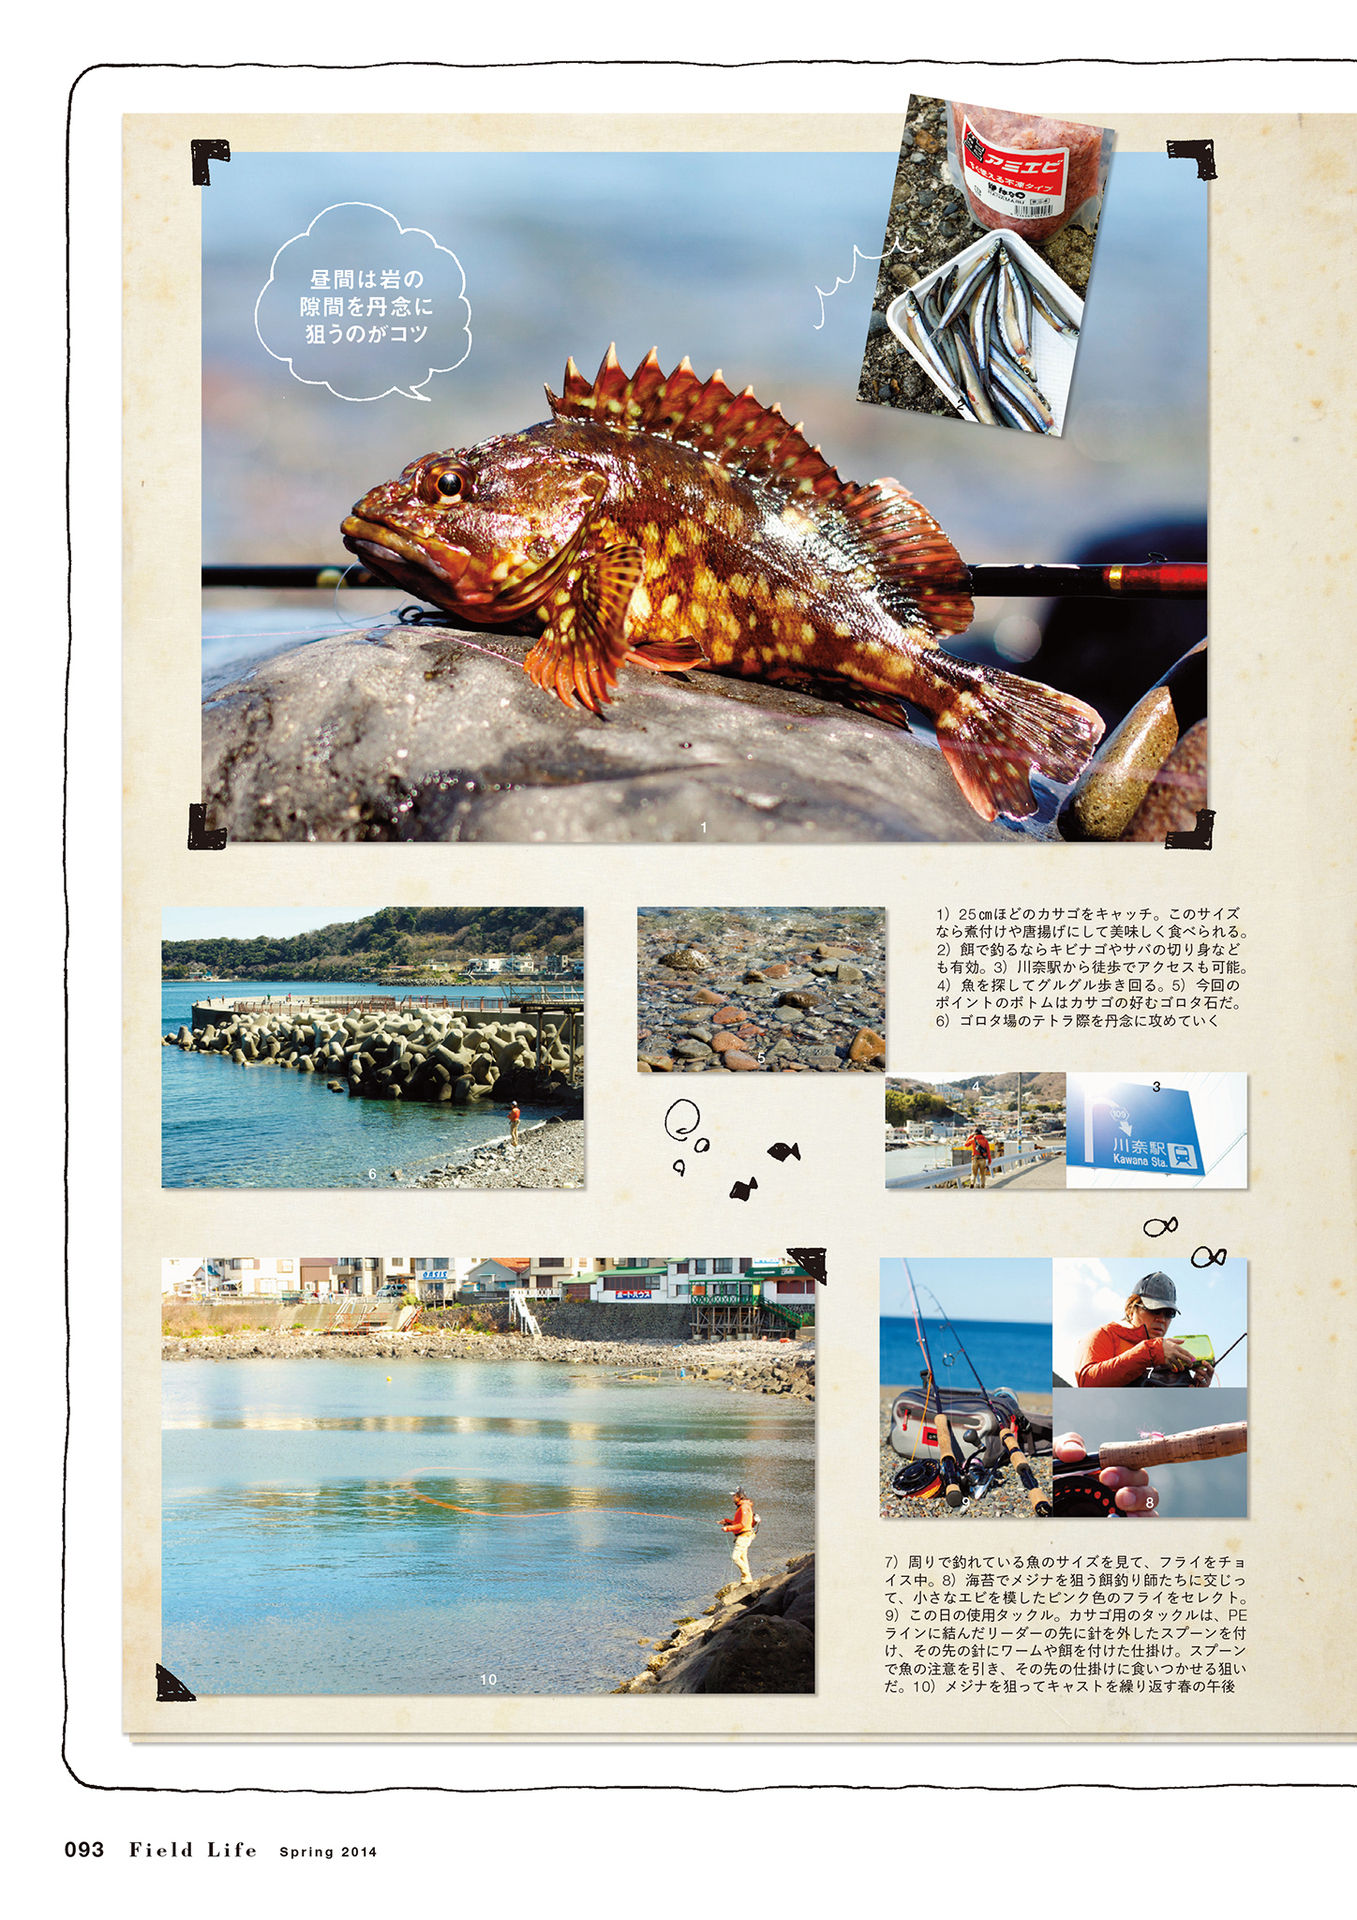 昼間は岩の
隙間を丹念に
狙うのがコツ
アミエビ
すぐ使える不凍タイプ
2
1
1）25㎝ほどのカサゴをキャッチ。このサイズ
なら煮付けや唐揚げにして美味しく食べられる。
2）餌で釣るならキビナゴやサバの切り身など
も有効。3）川奈駅から徒歩でアクセスも可能。
4）魚を探してグルグル歩き回る。5）今回の
ポイントのボトムはカサゴの好むゴロタ石だ。
6）ゴロタ場のテトラ際を丹念に攻めていく
5
6
4
3
109
川奈駅
Kawana Sta.
OASIS
ボートハウス
10
7
8
9
7）周りで釣れている魚のサイズを見て、フライをチョ
イス中。8）海苔でメジナを狙う餌釣り師たちに交じっ
て、小さなエビを模したピンク色のフライをセレクト。
9）この日の使用タックル。カサゴ用のタックルは、PE
ラインに結んだリーダーの先に針を外したスプーンを付
け、その先の針にワームや餌を付けた仕掛け。スプーン
で魚の注意を引き、その先の仕掛けに食いつかせる狙い
だ。10）メジナを狙ってキャストを繰り返す春の午後
093 Field Life Spring 2014